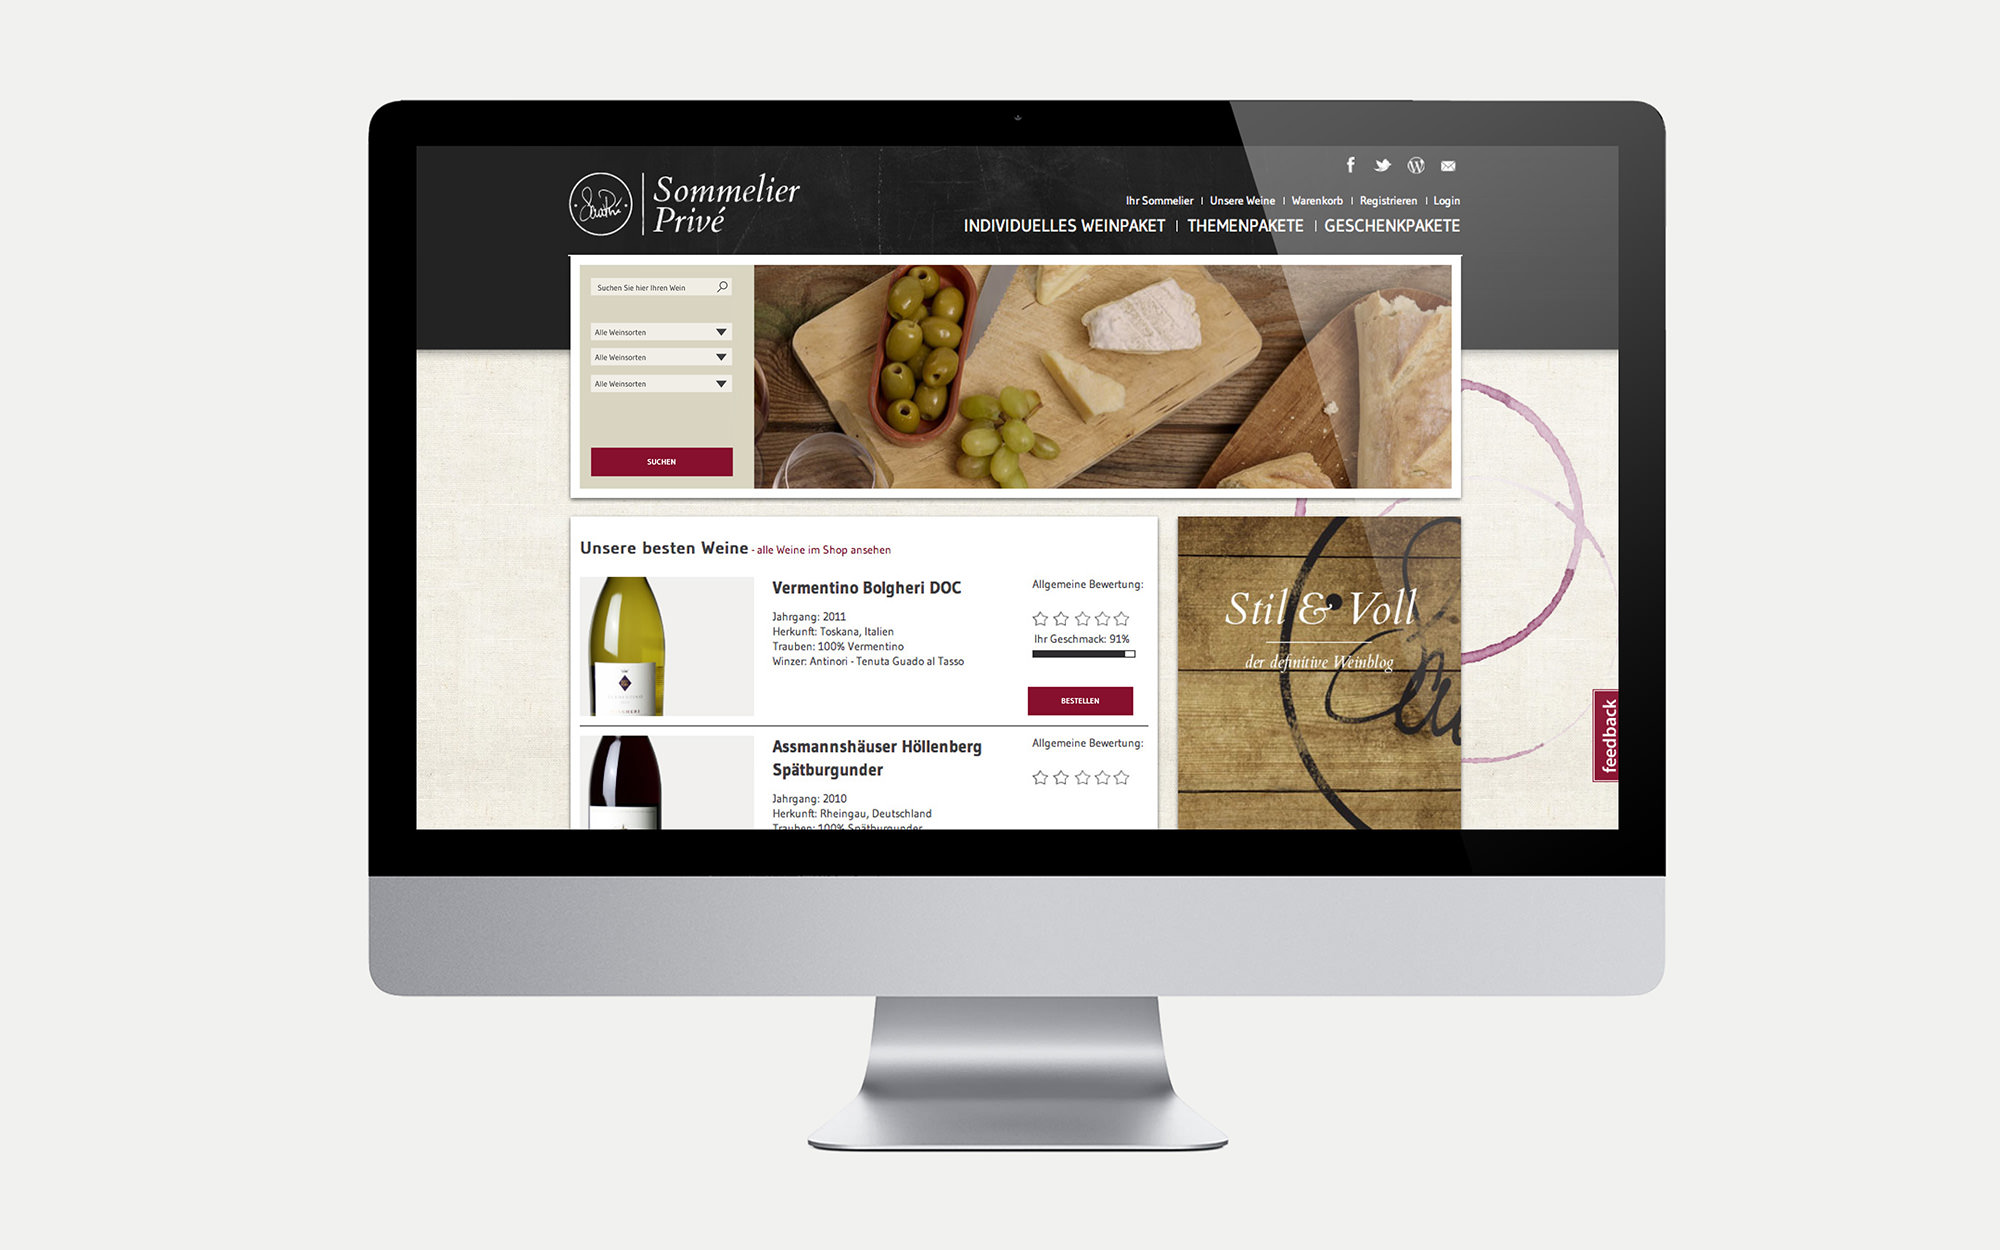 Sommelier
Privé
Ihr Sommelier | Unsere Weine | Warenkorb | Registrieren | Login
INDIVIDUELLES WEINPAKET | THEMENPAKETE | GESCHENKPAKETE
Suchen Sie hier Ihren Wein
Alle Weinsorten
Alle Weinsorten
Alle Weinsorten
SUCHEN
Unsere besten Weine - alle Weine im Shop ansehen
Vermentino Bolgheri DOC
Jahrgang: 2011
Herkunft: Toskana, Italien
Trauben: 100% Vermentino
Winzer: Antinori - Tenuta Guado al Tasso
Allgemeine Bewertung:
Ihr Geschmack: 91%
BESTELLEN
Assmannshäuser Höllenberg
Spätburgunder
Jahrgang: 2010
Herkunft: Rheingau, Deutschland
Trauben: 100% Spätburgunder
Allgemeine Bewertung:
Stil & Voll
der definitive Weinblog
feedback